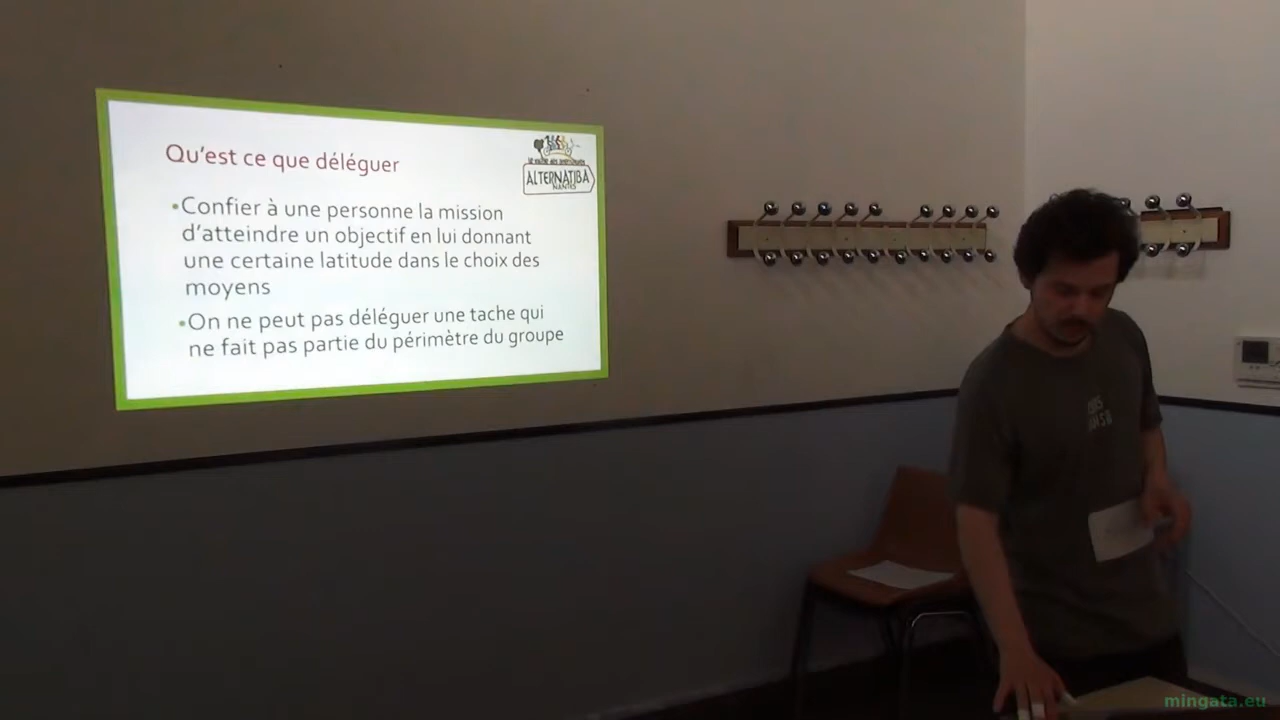 Qu'est ce que déléguer
ALTERNATIBA
NANTES
•Confier à une personne la mission
d'atteindre un objectif en lui donnant
une certaine latitude dans le choix des
moyens
•On ne peut pas déléguer une tache qui
ne fait pas partie du périmètre du groupe
mingata.eu